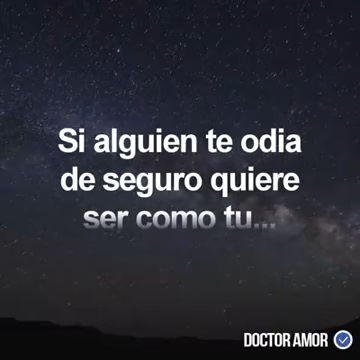 Si alguien te odia
de seguro quiere
ser como tu...
DOCTOR AMOR